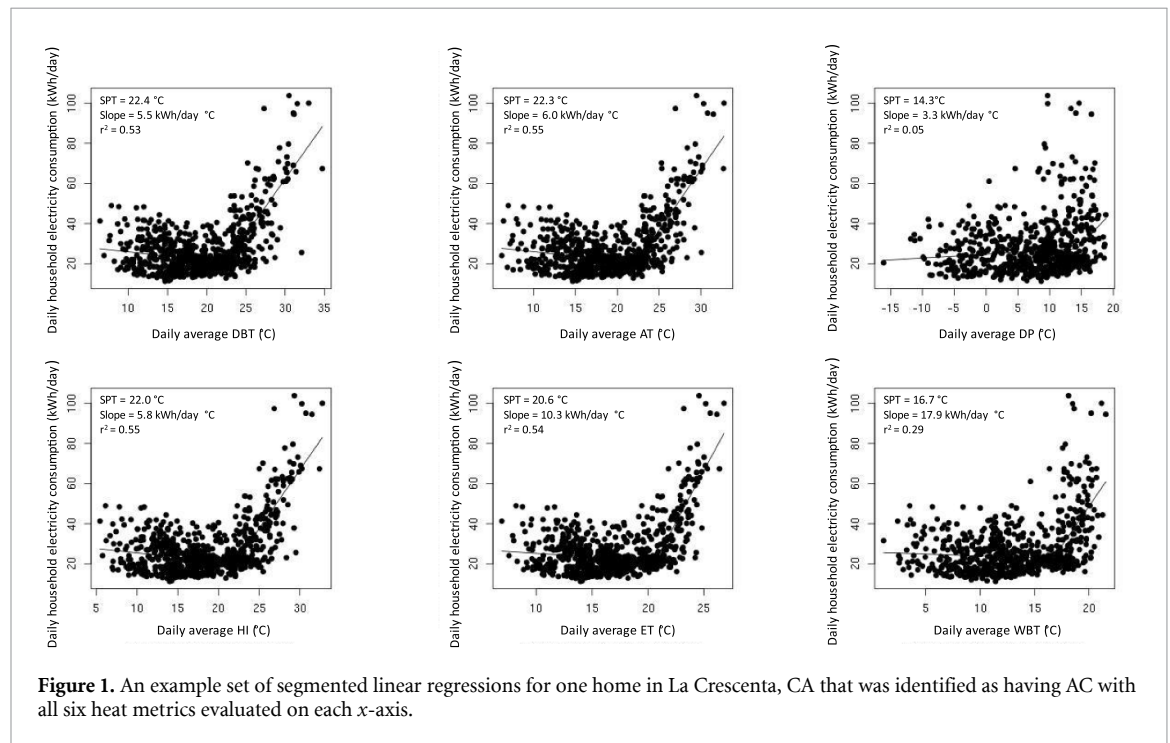 Daily household electricity consumption (kWh/day)
SPT = 22.4 °C
Slope = 5.5 kWh/day °C
r² = 0.53
100
80
60
40
20
10 15 20 25 30 35
Daily average DBT (°C)
Daily household electricity consumption (kWh/day)
SPT = 22.3 °C
Slope = 6.0 kWh/day °C
r² = 0.55
100
80
60
40
20
10 15 20 25 30
Daily average AT (°C)
Daily household electricity consumption (kWh/day)
SPT = 14.3°C
Slope = 3.3 kWh/day °C
r² = 0.05
100
80
60
40
20
-15 -10 -5 0 5 10 15 20
Daily average DP (°C)
Daily household electricity consumption (kWh/day)
SPT = 22.0 °C
Slope = 5.8 kWh/day °C
r² = 0.55
100
80
60
40
20
5 10 15 20 25 30
Daily average HI (°C)
Daily household electricity consumption (kWh/day)
SPT = 20.6 °C
Slope = 10.3 kWh/day °C
r² = 0.54
100
80
60
40
20
10 15 20 25
Daily average ET (°C)
Daily household electricity consumption (kWh/day)
SPT = 16.7 °C
Slope = 17.9 kWh/day °C
r² = 0.29
100
80
60
40
20
5 10 15 20
Daily average WBT (°C)
Figure 1. An example set of segmented linear regressions for one home in La Crescenta, CA that was identified as having AC with
all six heat metrics evaluated on each x-axis.